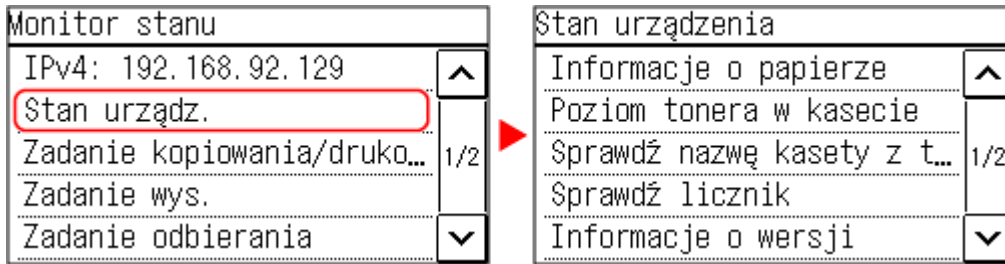 Monitor stanu
IPv4: 192.168.92.129
Stan urządz.
Zadanie kopiowania/druko…
1/2
Zadanie wys.
Zadanie odbierania
Stan urządzenia
Informacje o papierze
Poziom tonera w kasecie
Sprawdź nazwę kasety z t…
1/2
Sprawdź licznik
Informacje o wersji